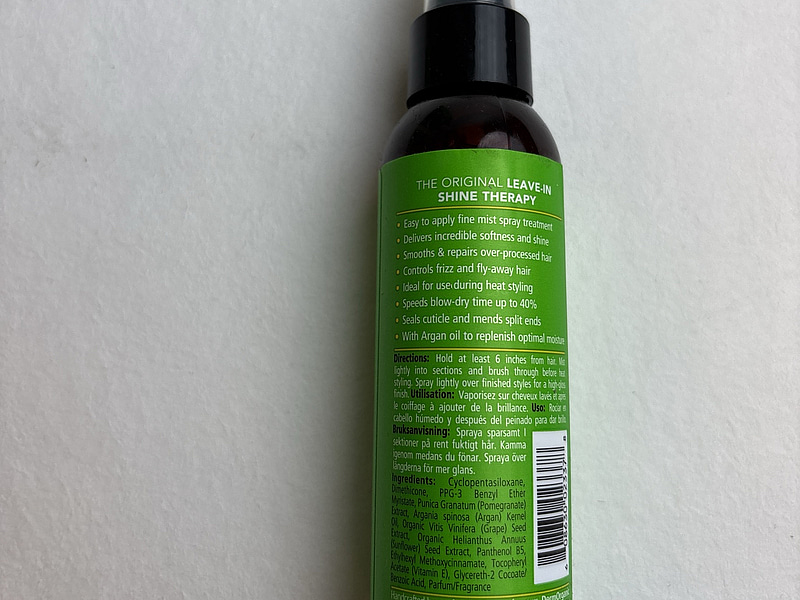 THE ORIGINAL LEAVE-IN
SHINE THERAPY
• Easy to apply fine mist spray treatment
• Delivers incredible softness and shine
• Smooths & repairs over-processed hair
• Controls frizz and fly-away hair
• Ideal for use during heat styling
• Speeds blow-dry time up to 40%
• Seals cuticle and mends split ends
• With Argan oil to replenish optimal moisture
Directions: Hold at least 6 inches from hair. Mist
lightly into sections and brush through before heat
styling. Spray lightly over finished styles for a high-gloss
finish. Utilisation: Vaporisez sur cheveux lavés et après
le coiffage à ajouter de la brillance. Uso: Rociar en
cabello húmedo y después del peinado para dar brillo.
Bruksanvisning: Spraya sparsamt I
sektioner på rent fuktigt hår. Kamma
igenom medans du fönar. Spraya över
längderna för mer glans.
Ingredients: Cyclopentasiloxane,
Dimethicone, PPG-3 Benzyl Ether
Myristate, Punica Granatum (Pomegranate)
Extract, Argania spinosa (Argan) Kernel
Oil, Organic Vitis Vinifera (Grape) Seed
Extract, Organic Helianthus Annuus
(Sunflower) Seed Extract, Panthenol B5,
Ethylhexyl Methoxycinnamate, Tocopheryl
Acetate (Vitamin E), Glycereth-2 Cocoate/
Benzoic Acid, Parfum/Fragrance
Handcrafted
DermOrganic